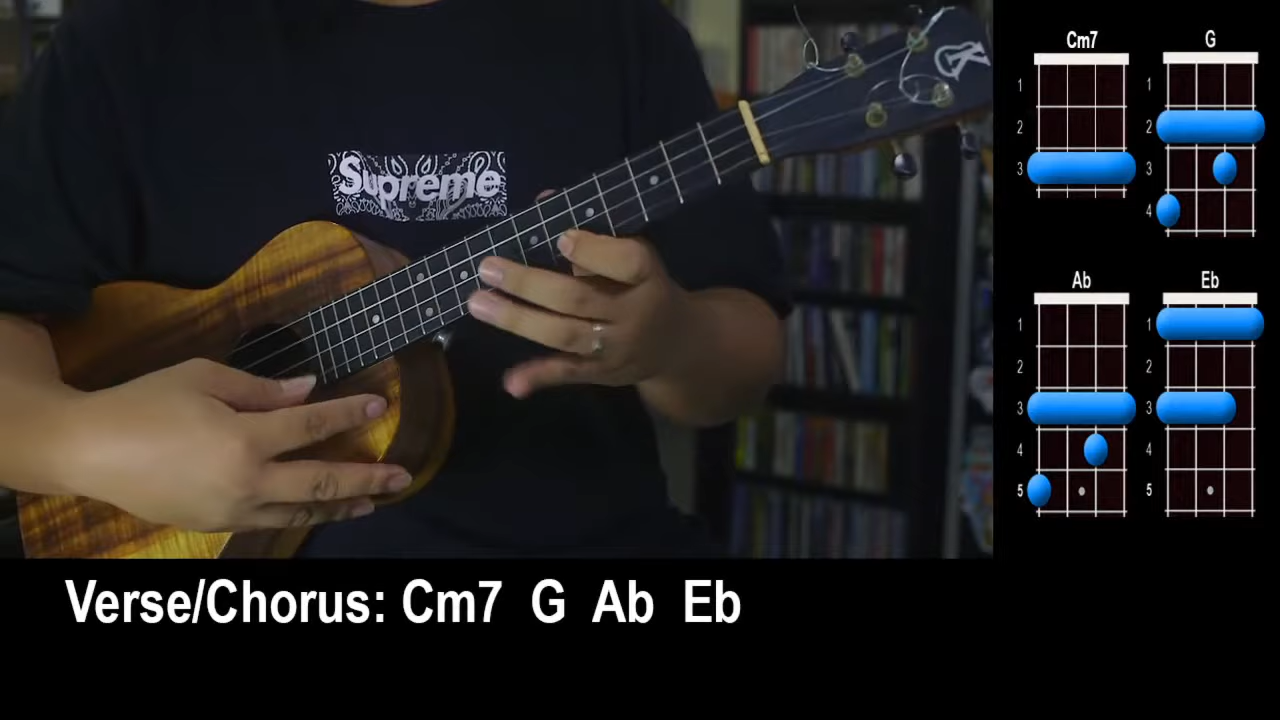 Cm7 G
1 1
2 2
3 3
4
Supreme
Ab Eb
1 1
2 2
3 3
4 4
5 5
Verse/Chorus: Cm7 G Ab Eb